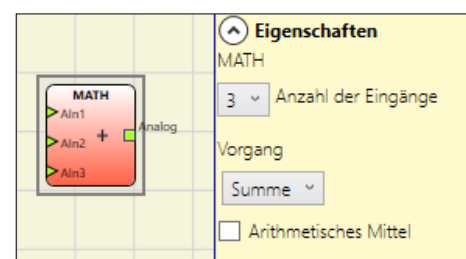 MATH
AIn1
AIn2
+
Analog
AIn3
Eigenschaften
MATH
3 Anzahl der Eingänge
Vorgang
Summe
Arithmetisches Mittel